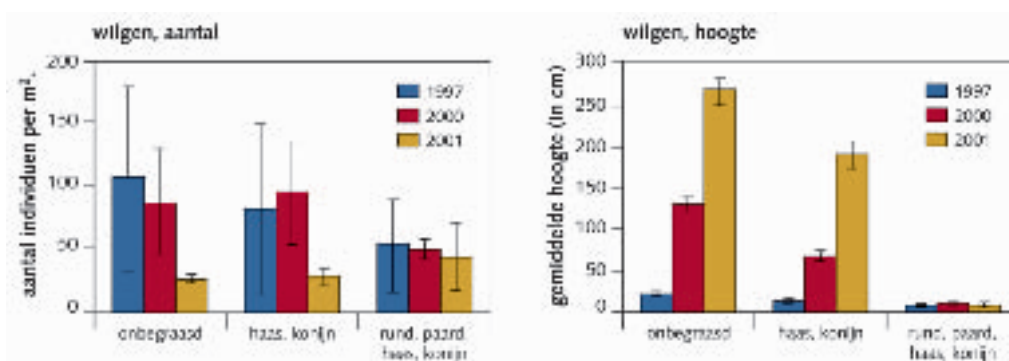 wilgen, aantal
aantal individuen per m².
200
150
100
50
0
1997
2000
2001
onbegraasd
haas, konijn
rund, paard,
haas, konijn
wilgen, hoogte
gemiddelde hoogte (in cm)
300
250
200
150
100
50
0
1997
2000
2001
onbegraasd
haas, konijn
rund, paard,
haas, konijn